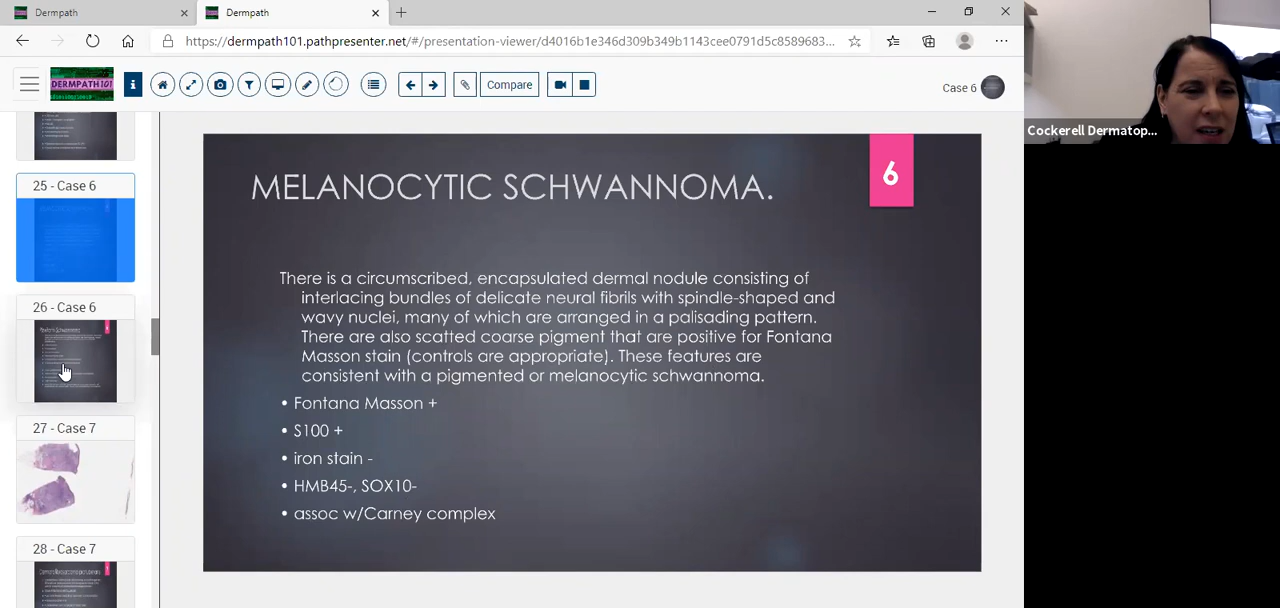 Dermpath
Dermpath
https://dermpath101.pathpresenter.net/#/presentation-viewer/d4016b1e346d309b349b1143cee0791d5c8589683...
DERMPATH101
Compare
Case 6
Cockerell Dermatop...
25 - Case 6
26 - Case 6
27 - Case 7
28 - Case 7
6
MELANOCYTIC SCHWANNOMA.
There is a circumscribed, encapsulated dermal nodule consisting of
interlacing bundles of delicate neural fibrils with spindle-shaped and
wavy nuclei, many of which are arranged in a palisading pattern.
There are also scatted coarse pigment that are positive for Fontana
Masson stain (controls are appropriate). These features are
consistent with a pigmented or melanocytic schwannoma.
• Fontana Masson +
• S100 +
• iron stain -
• HMB45-, SOX10-
• assoc w/Carney complex